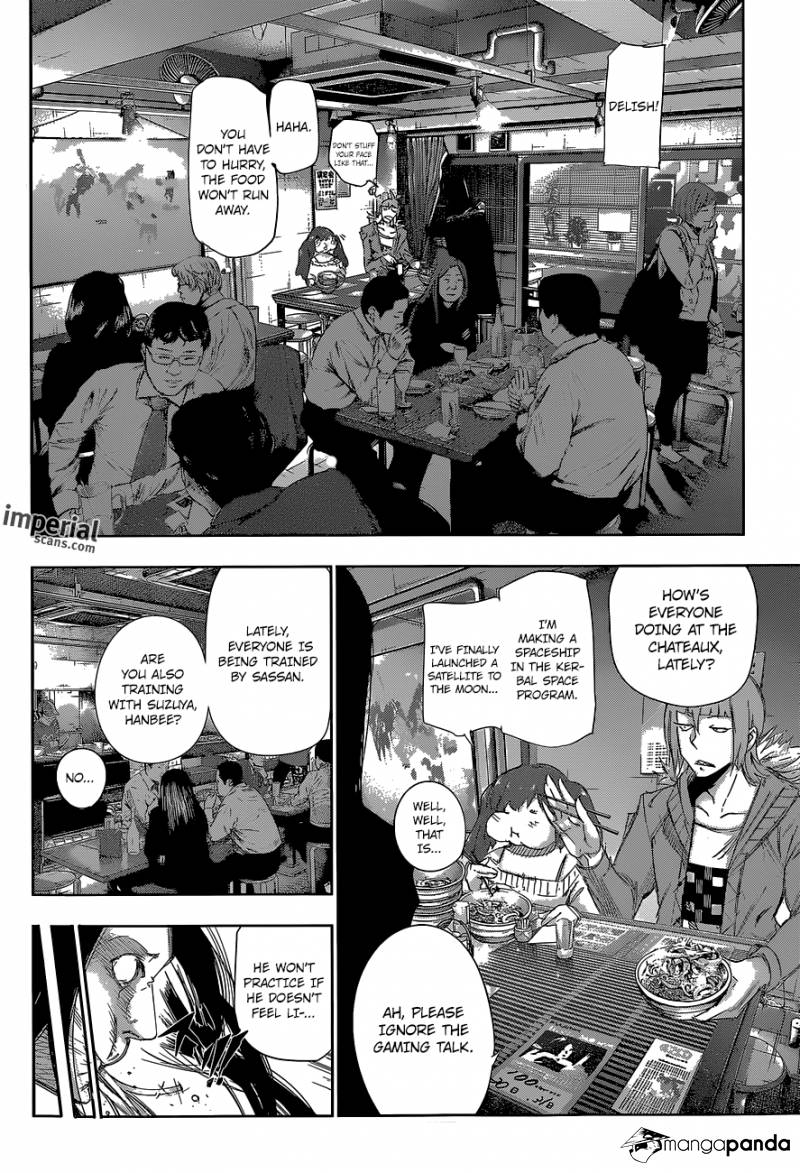 DELISH!
DON'T STUFF
YOUR FACE
LIKE THAT...
HAHA.
YOU
DON'T HAVE
TO HURRY,
THE FOOD
WON'T RUN
AWAY.
imperial
scans.com
HOW'S
EVERYONE
DOING AT THE
CHATEAUX,
LATELY?
I'M
MAKING A
SPACESHIP
IN THE KER-
BAL SPACE
PROGRAM.
I'VE FINALLY
LAUNCHED A
SATELLITE TO
THE MOON...
WELL,
WELL,
THAT
IS...
AH, PLEASE
IGNORE THE
GAMING TALK.
100
LATELY,
EVERYONE IS
BEING TRAINED
BY SASSAN.
ARE
YOU ALSO
TRAINING
WITH SUZUYA,
HANBEE?
NO...
HE WON'T
PRACTICE IF
HE DOESN'T
FEEL LI-...
mangapanda